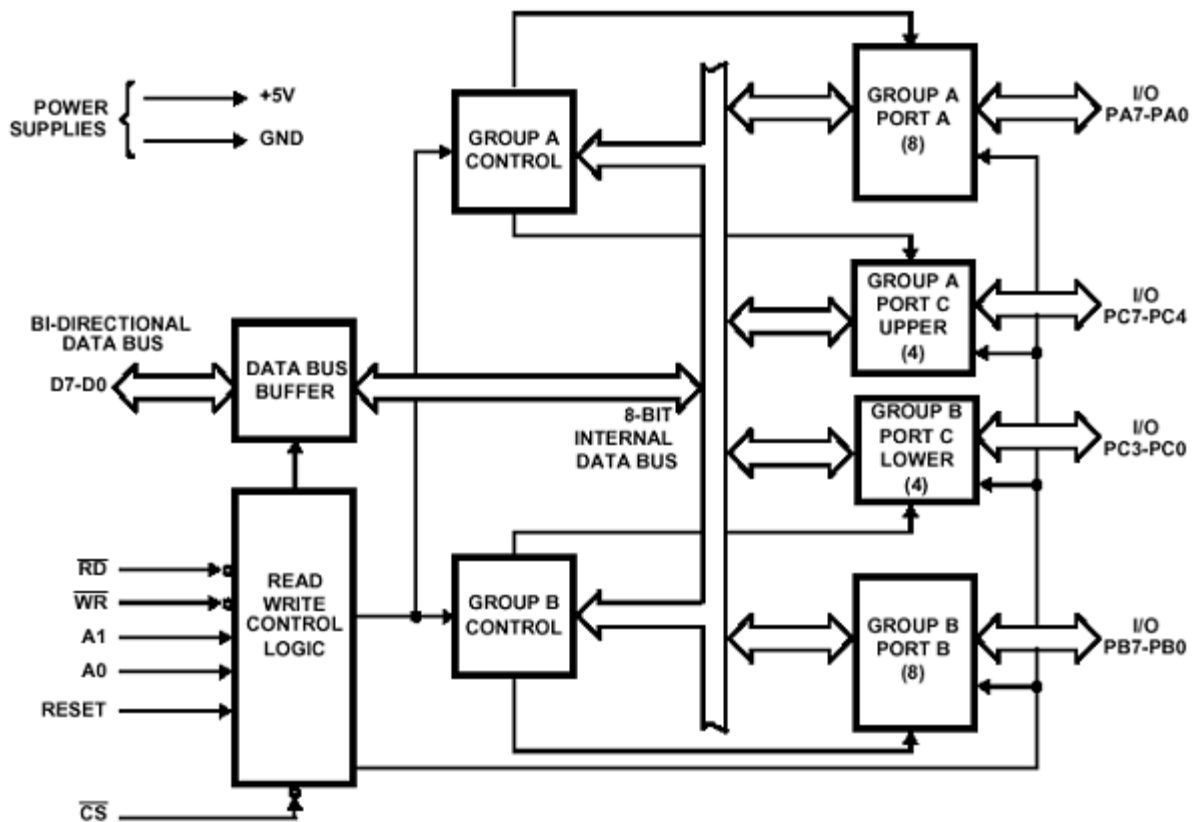 POWER
SUPPLIES
+5V
GND
GROUP A
CONTROL
GROUP A
PORT A
(8)
I/O
PA7-PA0
GROUP A
PORT C
UPPER
(4)
I/O
PC7-PC4
BI-DIRECTIONAL
DATA BUS
D7-D0
DATA BUS
BUFFER
8-BIT
INTERNAL
DATA BUS
GROUP B
PORT C
LOWER
(4)
I/O
PC3-PC0
RD
WR
A1
A0
RESET
CS
READ
WRITE
CONTROL
LOGIC
GROUP B
CONTROL
GROUP B
PORT B
(8)
I/O
PB7-PB0